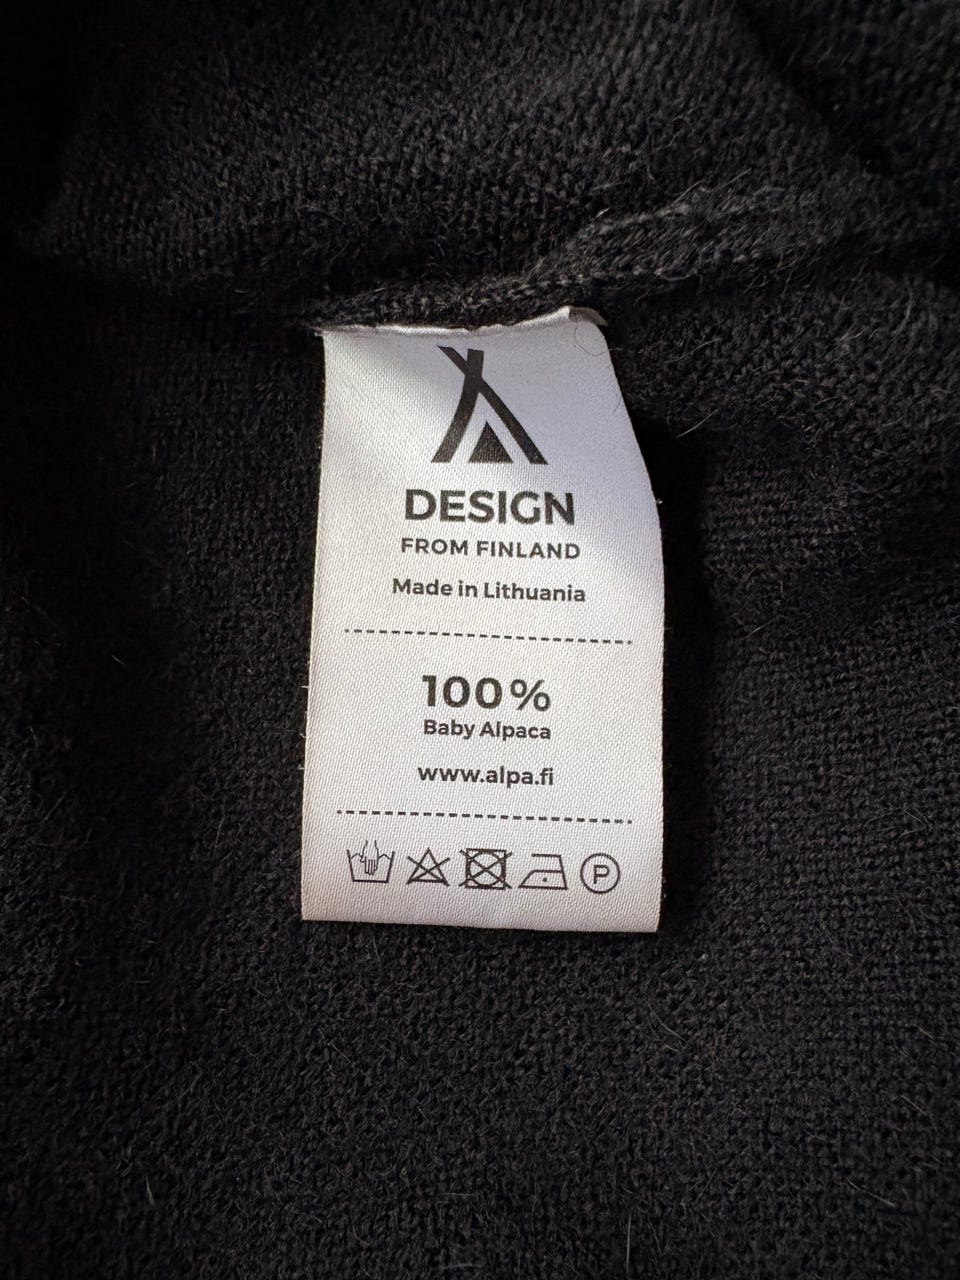 DESIGN
FROM FINLAND
Made in Lithuania
100%
Baby Alpaca
www.alpa.fi
P